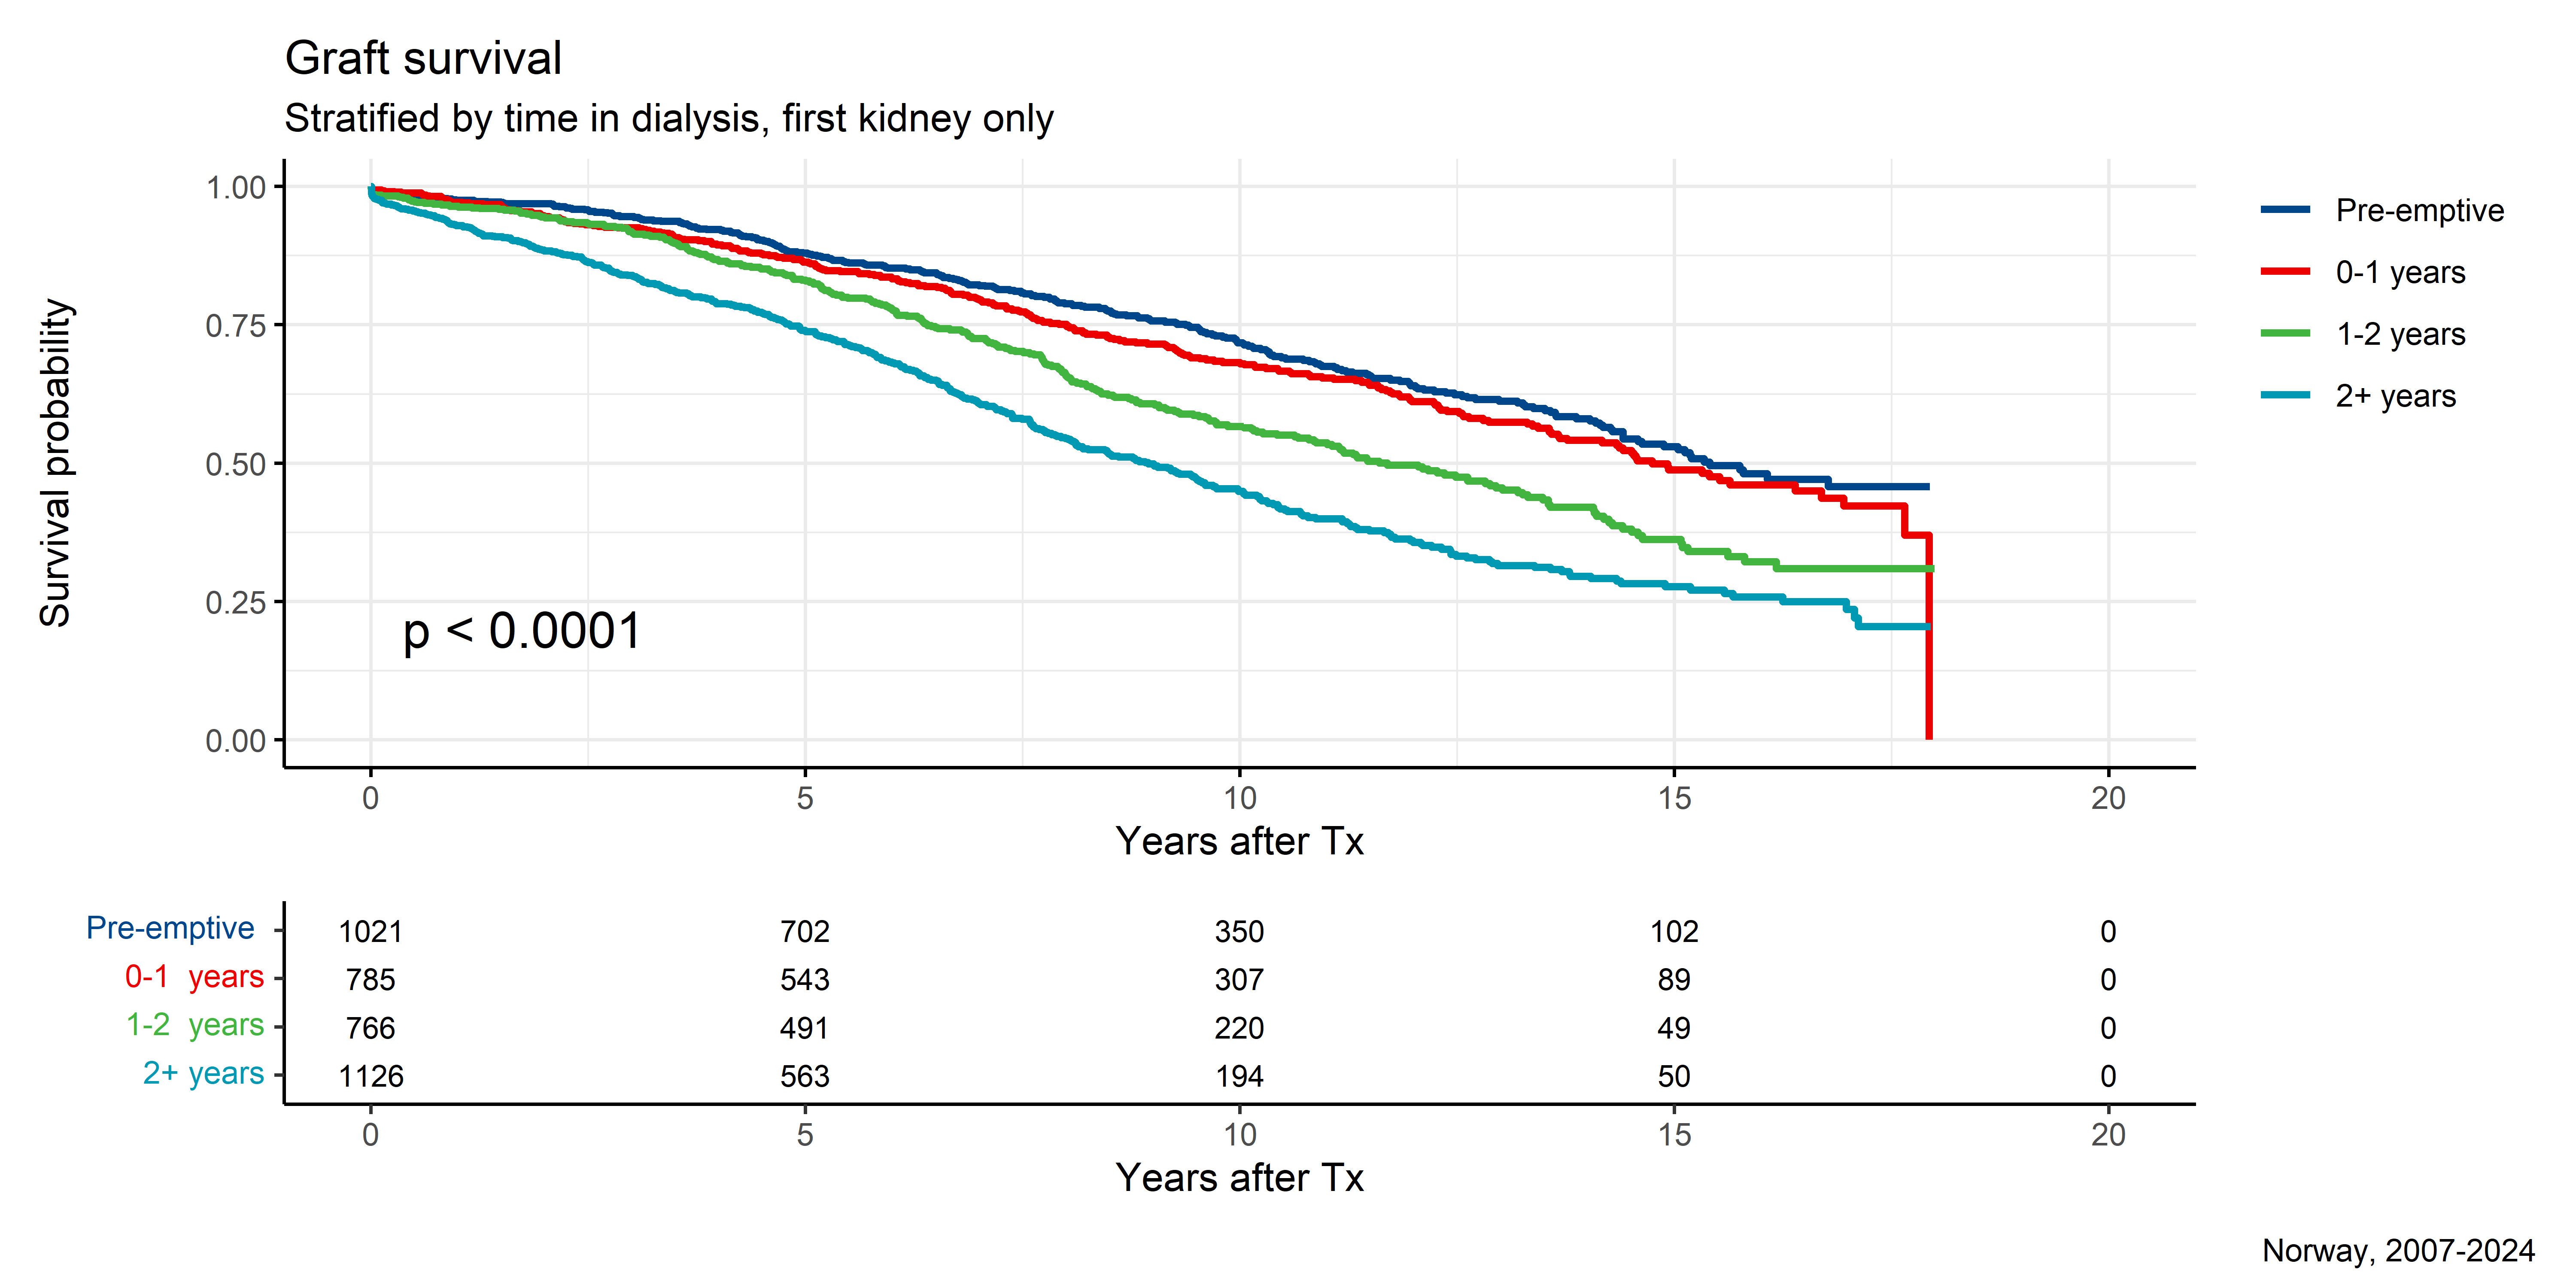 Graft survival
Stratified by time in dialysis, first kidney only
Survival probability
1.00
0.75
0.50
0.25
0.00
p < 0.0001
0 5 10 15 20
Years after Tx
Pre-emptive
0-1 years
1-2 years
2+ years
Pre-emptive 1021 702 350 102 0
0-1 years 785 543 307 89 0
1-2 years 766 491 220 49 0
2+ years 1126 563 194 50 0
0 5 10 15 20
Years after Tx
Norway, 2007-2024